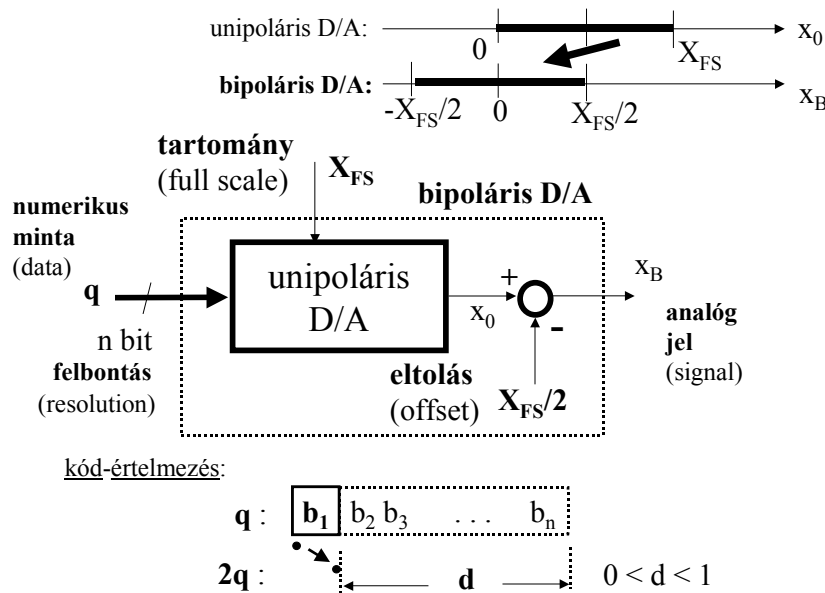 unipoláris D/A:
0
X_FS
x_0
bipoláris D/A:
-X_FS/2
0
X_FS/2
x_B
tartomány
(full scale)
X_FS
bipoláris D/A
numerikus
minta
(data)
q
n bit
felbontás
(resolution)
unipoláris
D/A
x_0
+
-
x_B
eltolás
(offset)
X_FS/2
analóg
jel
(signal)
kód-értelmezés:
q : b_1 b_2 b_3 . . . b_n
2q : d 0 < d < 1